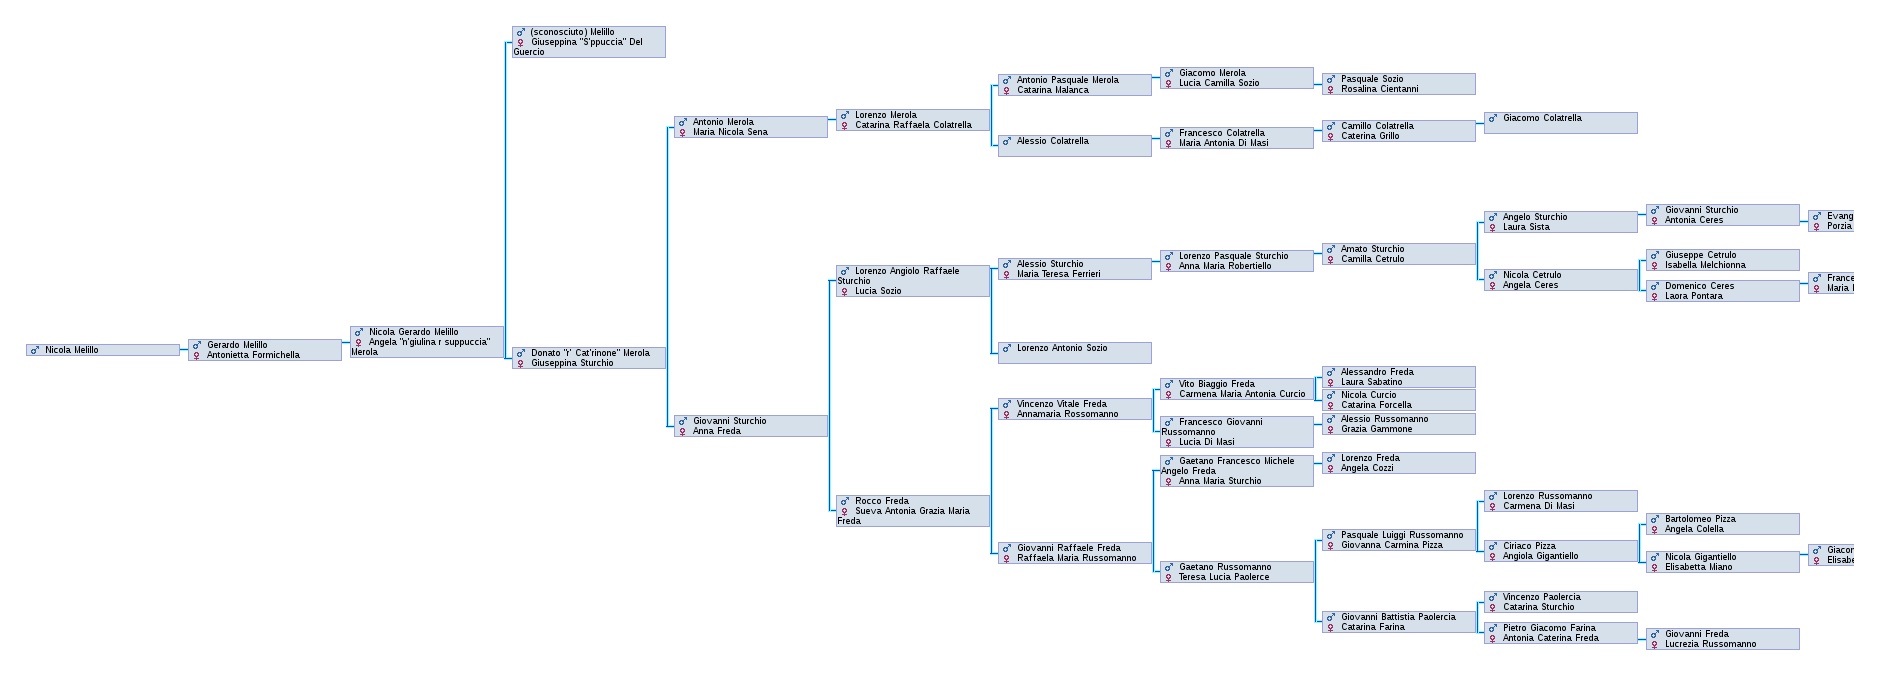 Nicola Melillo
Gerardo Melillo
Antonietta Formichella
Nicola Gerardo Melillo
Angela "n'giulina r suppuccia"
Merola
(sconosciuto) Melillo
Giuseppina "S'ppuccia" Del
Guercio
Donato "r' Cat'rinone" Merola
Giuseppina Sturchio
Antonio Merola
Maria Nicola Sena
Giovanni Sturchio
Anna Freda
Lorenzo Merola
Catarina Raffaela Colatrella
Lorenzo Angiolo Raffaele
Sturchio
Lucia Sozio
Rocco Freda
Sueva Antonia Grazia Maria
Freda
Antonio Pasquale Merola
Catarina Malanca
Alessio Colatrella
Alessio Sturchio
Maria Teresa Ferrieri
Lorenzo Antonio Sozio
Vincenzo Vitale Freda
Annamaria Rossomanno
Giovanni Raffaele Freda
Raffaela Maria Russomanno
Giacomo Merola
Lucia Camilla Sozio
Francesco Colatrella
Maria Antonia Di Masi
Lorenzo Pasquale Sturchio
Anna Maria Robertiello
Vito Biaggio Freda
Carmena Maria Antonia Curcio
Francesco Giovanni
Russomanno
Lucia Di Masi
Gaetano Francesco Michele
Angelo Freda
Anna Maria Sturchio
Gaetano Russomanno
Teresa Lucia Paolerce
Pasquale Sozio
Rosalina Cientanni
Camillo Colatrella
Caterina Grillo
Amato Sturchio
Camilla Cetrulo
Alessandro Freda
Laura Sabatino
Nicola Curcio
Catarina Forcella
Alessio Russomanno
Grazia Gammone
Lorenzo Freda
Angela Cozzi
Pasquale Luiggi Russomanno
Giovanna Carmina Pizza
Giovanni Battistia Paolercia
Catarina Farina
Giacomo Colatrella
Angelo Sturchio
Laura Sista
Nicola Cetrulo
Angela Ceres
Lorenzo Russomanno
Carmena Di Masi
Ciriaco Pizza
Angiola Gigantiello
Vincenzo Paolercia
Catarina Sturchio
Pietro Giacomo Farina
Antonia Caterina Freda
Giovanni Sturchio
Antonia Ceres
Giuseppe Cetrulo
Isabella Melchionna
Domenico Ceres
Laora Pontara
Bartolomeo Pizza
Angela Colella
Nicola Gigantiello
Elisabetta Miano
Giovanni Freda
Lucrezia Russomanno
Evang
Porzia
France
Maria
Giacon
Elisabe